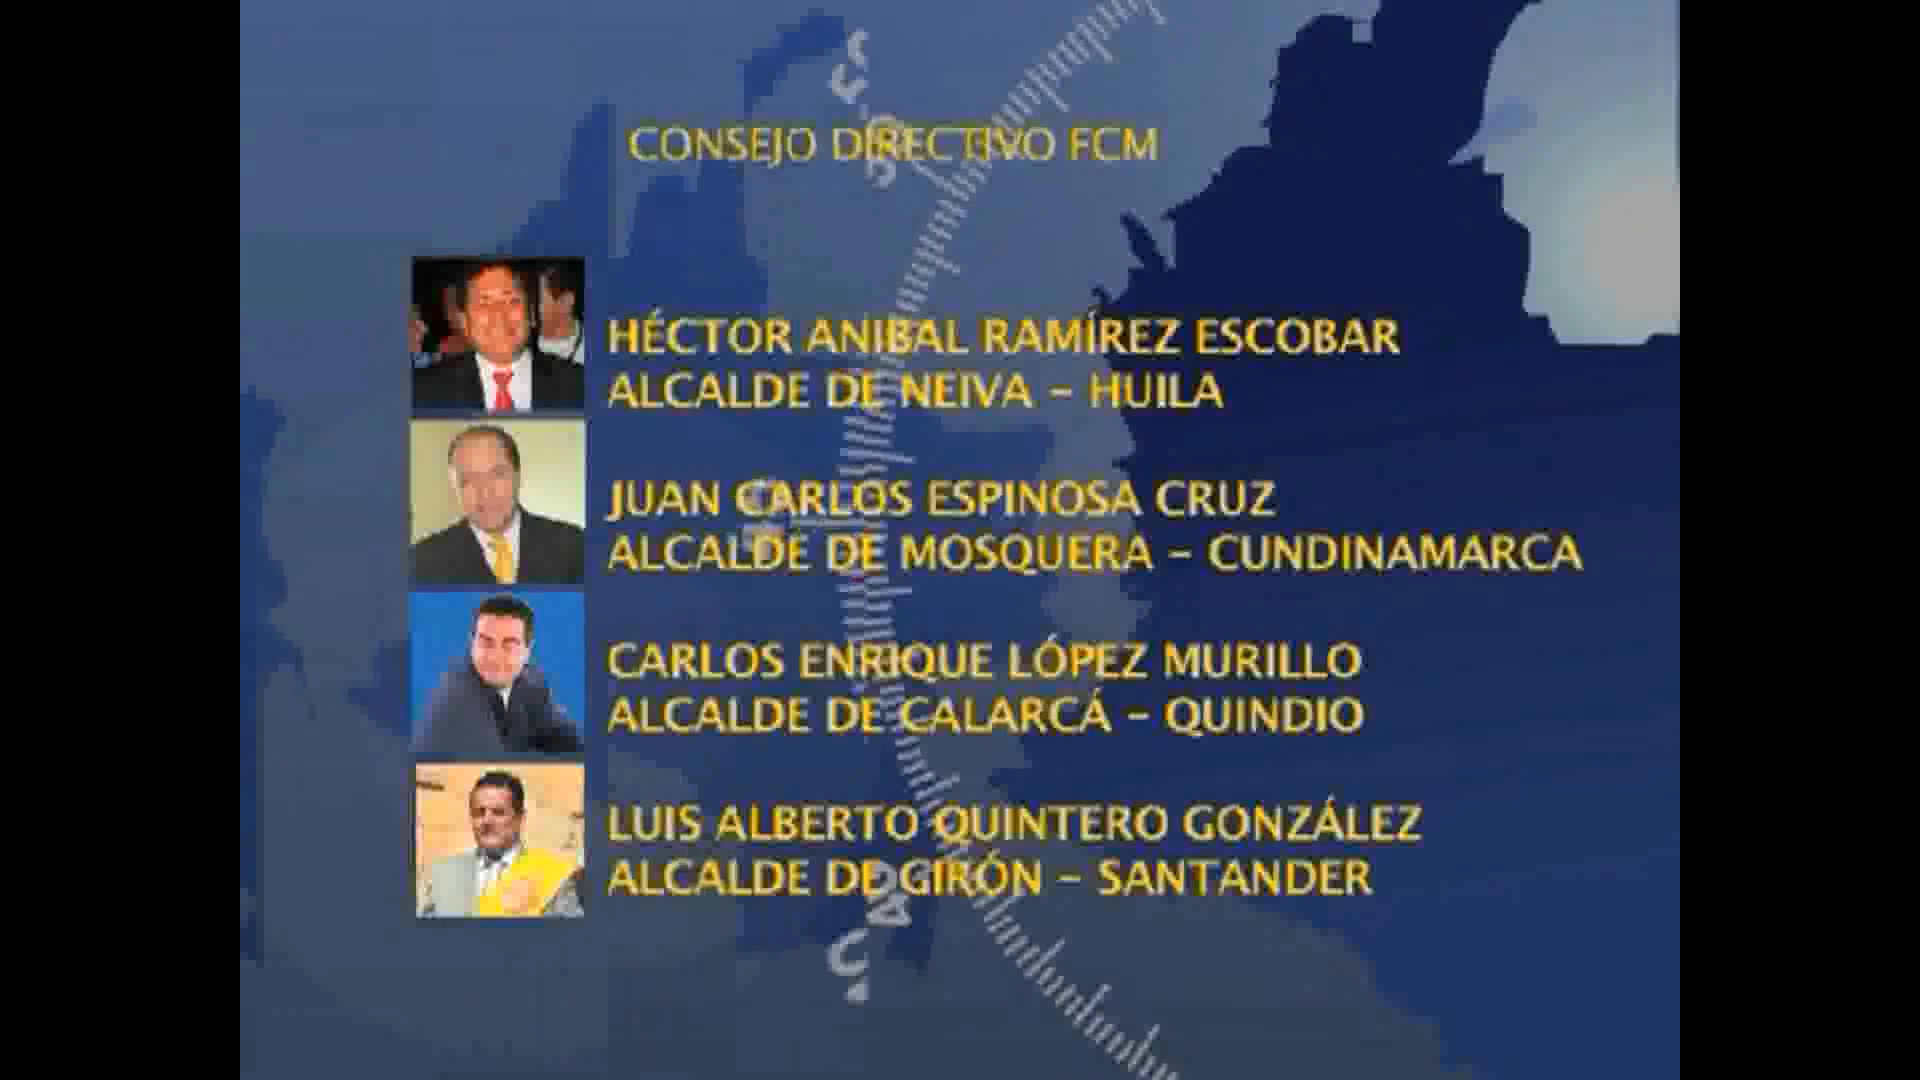 CONSEJO DIRECTIVO FCM
HÉCTOR ANIBAL RAMÍREZ ESCOBAR
ALCALDE DE NEIVA - HUILA
JUAN CARLOS ESPINOSA CRUZ
ALCALDE DE MOSQUERA - CUNDINAMARCA
CARLOS ENRIQUE LÓPEZ MURILLO
ALCALDE DE CALARCÁ - QUINDIO
LUIS ALBERTO QUINTERO GONZÁLEZ
ALCALDE DE GIRÓN - SANTANDER